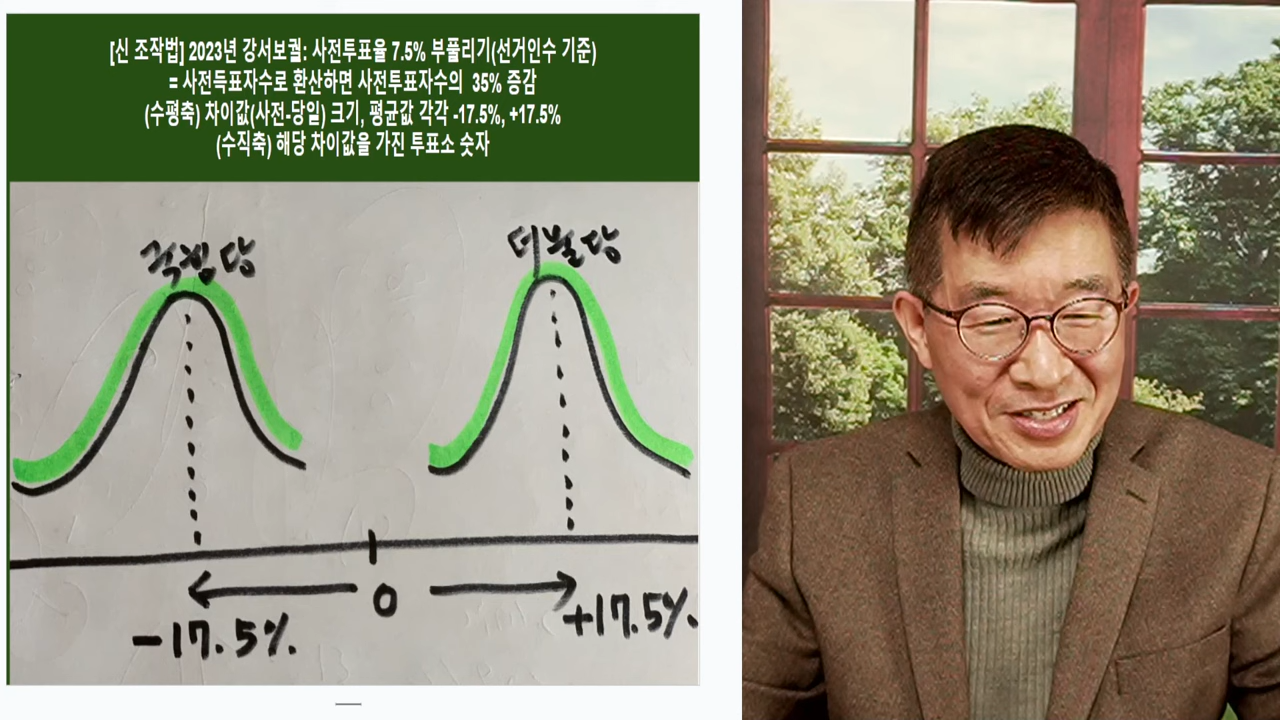 [신 조작법] 2023년 강서보궐: 사전투표율 7.5% 부풀리기(선거인수 기준)
= 사전득표자수로 환산하면 사전투표자수의 35% 증감
(수평축) 차이값(사전-당일) 크기, 평균값 각각 -17.5%, +17.5%
(수직축) 해당 차이값을 가진 투표소 숫자
국힘당 더불당
0
-17.5%. +17.5%.